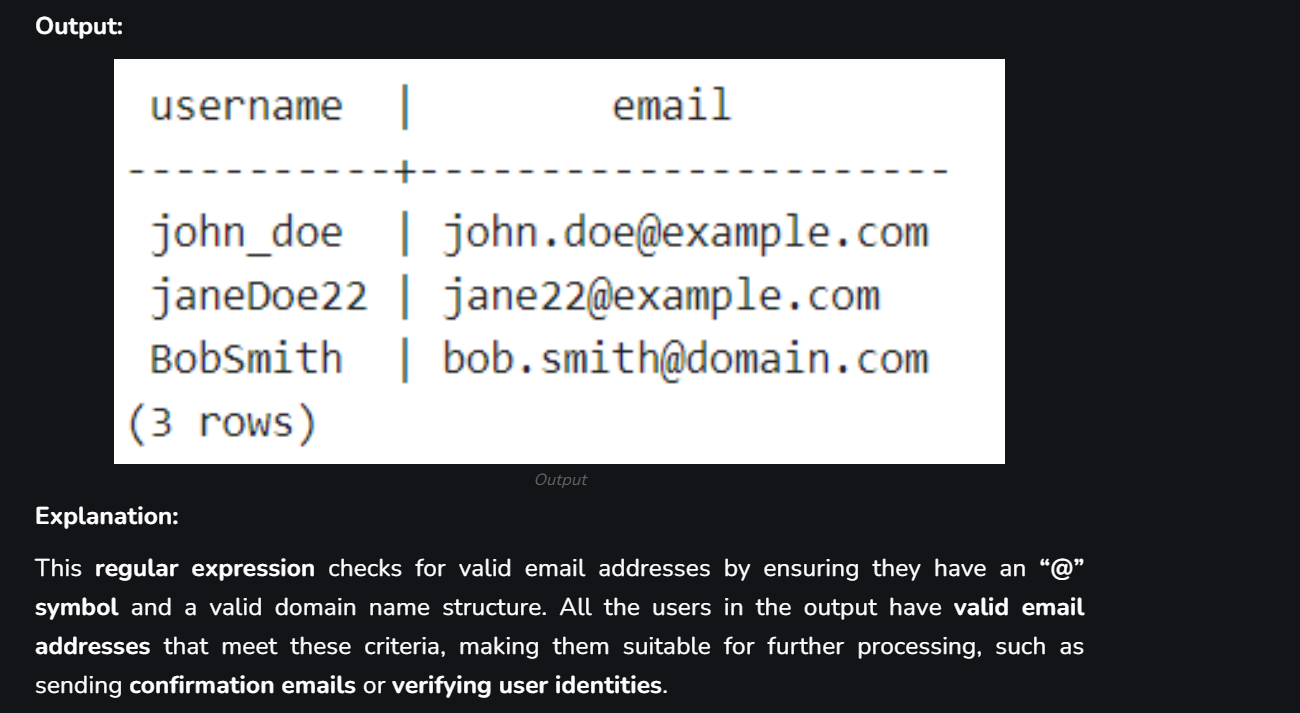 Output:
username | email
-----------+----------------------
john_doe | john.doe@example.com
janeDoe22 | jane22@example.com
BobSmith | bob.smith@domain.com
(3 rows)
Output
Explanation:
This regular expression checks for valid email addresses by ensuring they have an “@”
symbol and a valid domain name structure. All the users in the output have valid email
addresses that meet these criteria, making them suitable for further processing, such as
sending confirmation emails or verifying user identities.